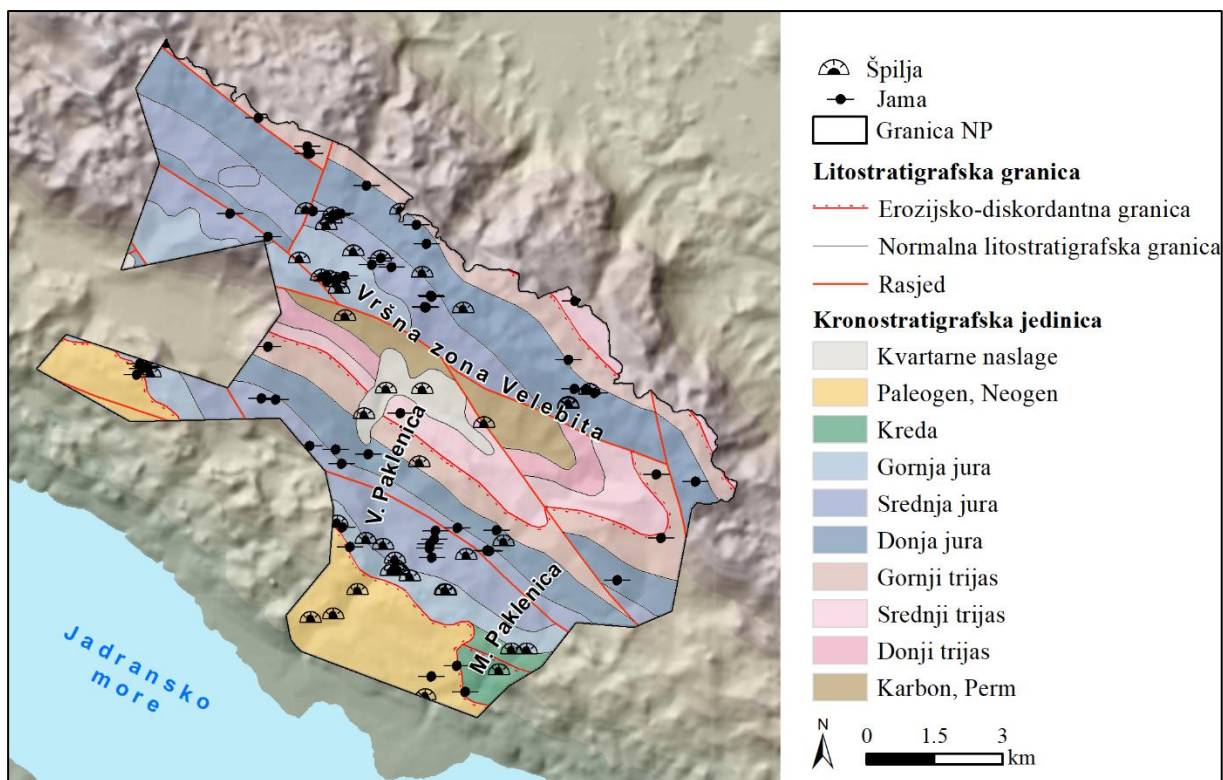 Vršna zona Velebita
V. Paklenica
M. Paklenica
Jadransko
more
Špilja
Jama
Granica NP
Litostratigrafska granica
Erozijsko-diskordantna granica
Normalna litostratigrafska granica
Rasjed
Kronostratigrafska jedinica
Kvartarne naslage
Paleogen, Neogen
Kreda
Gornja jura
Srednja jura
Donja jura
Gornji trijas
Srednji trijas
Donji trijas
Karbon, Perm
N
0 1.5 3
km